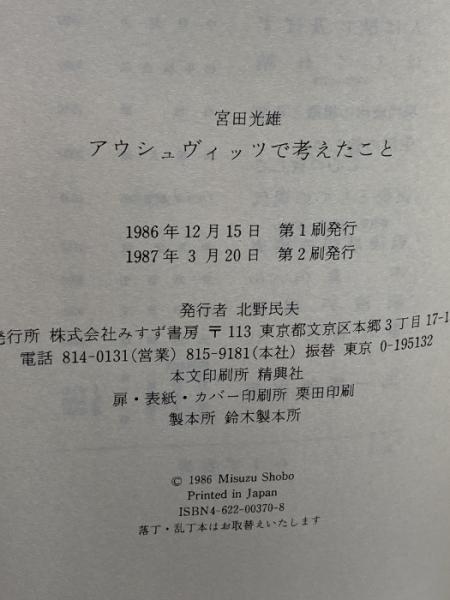 宮田光雄
アウシュヴィッツで考えたこと
1986年12月15日 第1刷発行
1987年 3月20日 第2刷発行
発行者 北野民夫
発行所 株式会社みすず書房 〒113 東京都文京区本郷3丁目17-1
電話 814-0131(営業) 815-9181(本社) 振替 東京 0-195132
本文印刷所 精興社
扉・表紙・カバー印刷所 栗田印刷
製本所 鈴木製本所
© 1986 Misuzu Shobo
Printed in Japan
ISBN4-622-00370-8
落丁・乱丁本はお取替えいたします